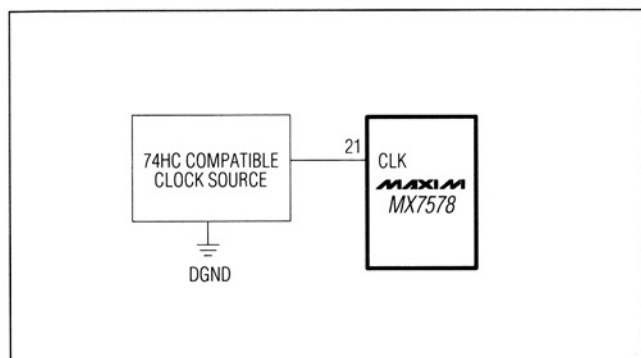 74HC COMPATIBLE
CLOCK SOURCE
DGND
21
CLK
MAXIM
MX7578